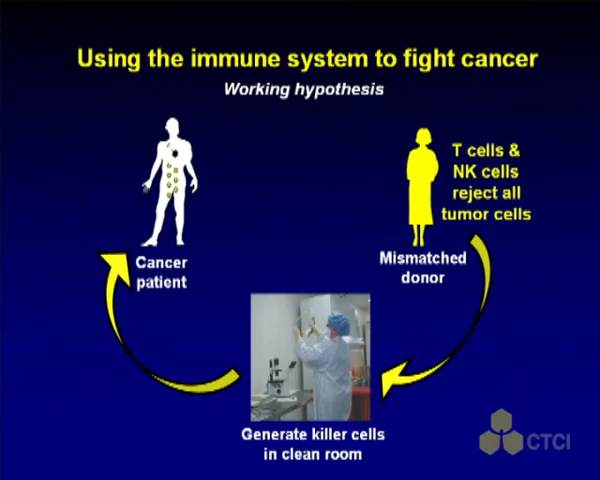 Using the immune system to fight cancer
Working hypothesis
T cells &
NK cells
reject all
tumor cells
Cancer
patient
Mismatched
donor
Generate killer cells
in clean room
CTCI